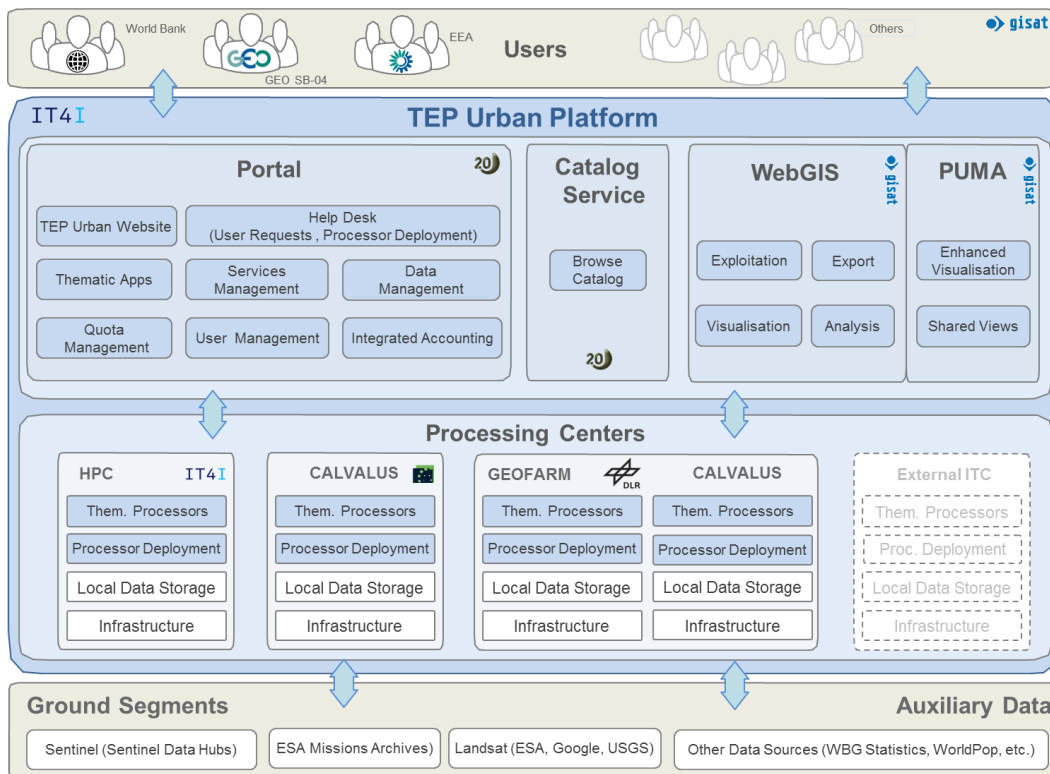 World Bank
GEO
GEO SB-04
EEA
Users
Others
gisat
IT4I
TEP Urban Platform
Portal
20
TEP Urban Website
Help Desk
(User Requests , Processor Deployment)
Thematic Apps
Services
Management
Data
Management
Quota
Management
User Management
Integrated Accounting
Catalog
Service
Browse
Catalog
20
WebGIS
gisat
Exploitation
Export
Visualisation
Analysis
PUMA
gisat
Enhanced
Visualisation
Shared Views
Processing Centers
HPC
IT4I
Them. Processors
Processor Deployment
Local Data Storage
Infrastructure
CALVALUS
Them. Processors
Processor Deployment
Local Data Storage
Infrastructure
GEOFARM
DLR
Them. Processors
Processor Deployment
Local Data Storage
Infrastructure
CALVALUS
Them. Processors
Processor Deployment
Local Data Storage
Infrastructure
External ITC
Them. Processors
Proc. Deployment
Local Data Storage
Infrastructure
Ground Segments
Auxiliary Data
Sentinel (Sentinel Data Hubs)
ESA Missions Archives)
Landsat (ESA, Google, USGS)
Other Data Sources (WBG Statistics, WorldPop, etc.)